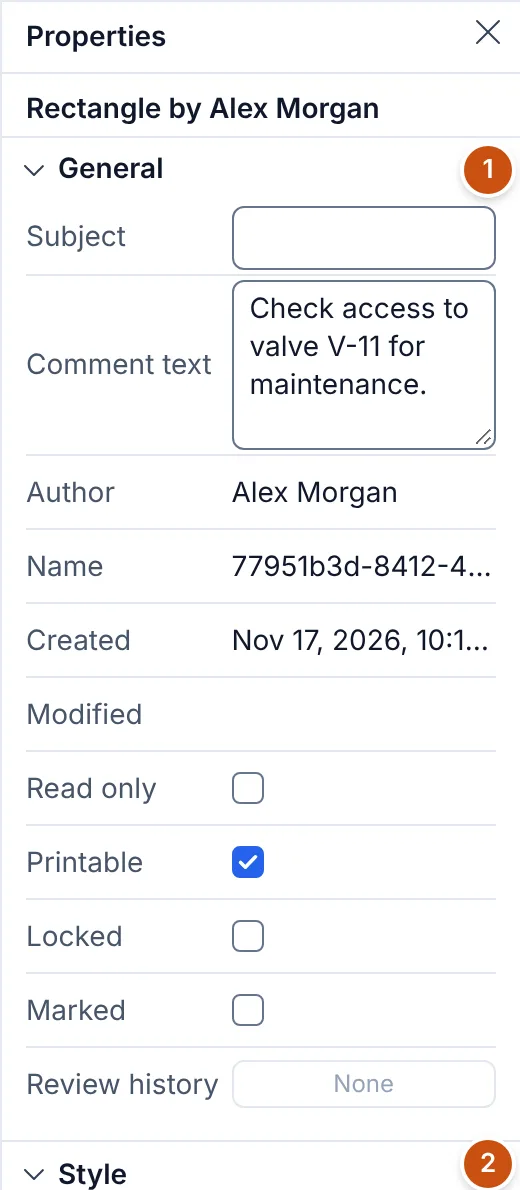 Properties
Rectangle by Alex Morgan
General
1
Subject
Comment text
Check access to
valve V-11 for
maintenance.
Author
Alex Morgan
Name
77951b3d-8412-4...
Created
Nov 17, 2026, 10:1...
Modified
Read only
Printable
Locked
Marked
Review history
None
Style
2